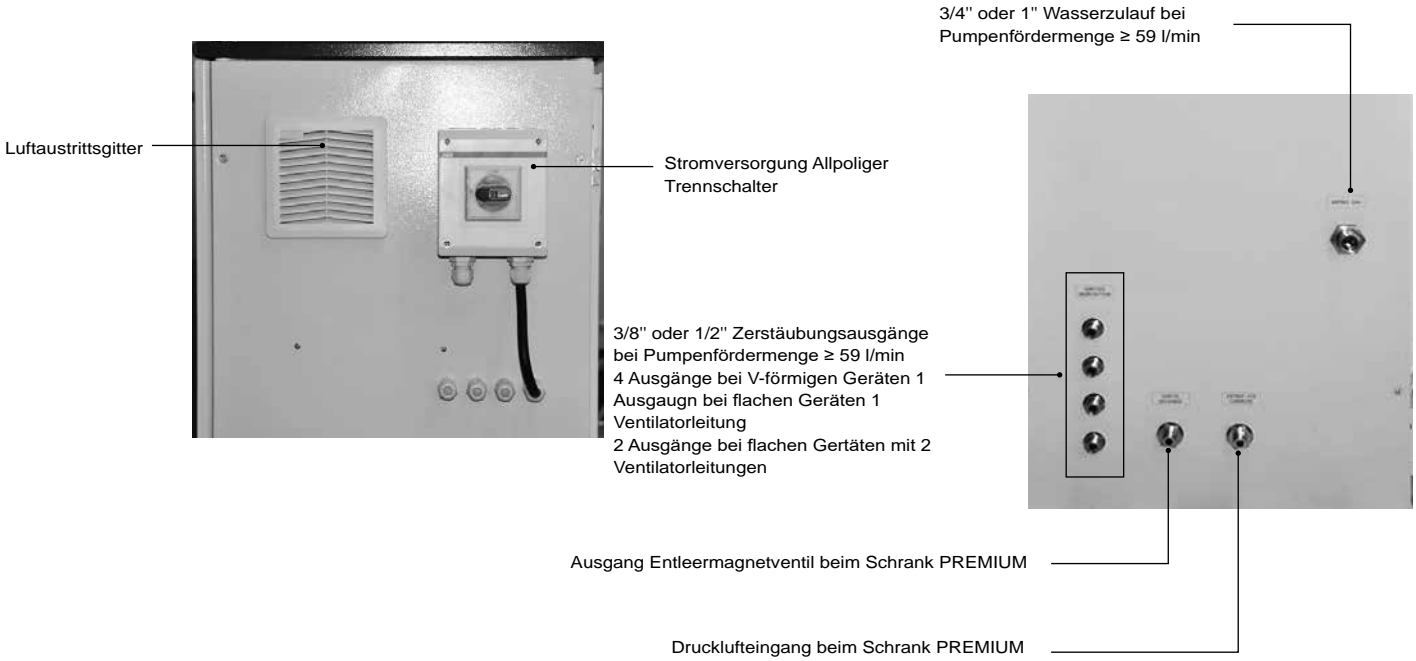 3/4" oder 1" Wasserzulauf bei
Pumpenfördermenge ≥ 59 l/min
Luftaustrittsgitter
Stromversorgung Allpoliger
Trennschalter
3/8" oder 1/2" Zerstäubungsausgänge
bei Pumpenfördermenge ≥ 59 l/min
4 Ausgänge bei V-förmigen Geräten 1
Ausgaugn bei flachen Geräten 1
Ventilatorleitung
2 Ausgänge bei flachen Gertäten mit 2
Ventilatorleitungen
Ausgang Entleermagnetventil beim Schrank PREMIUM
Drucklufteingang beim Schrank PREMIUM